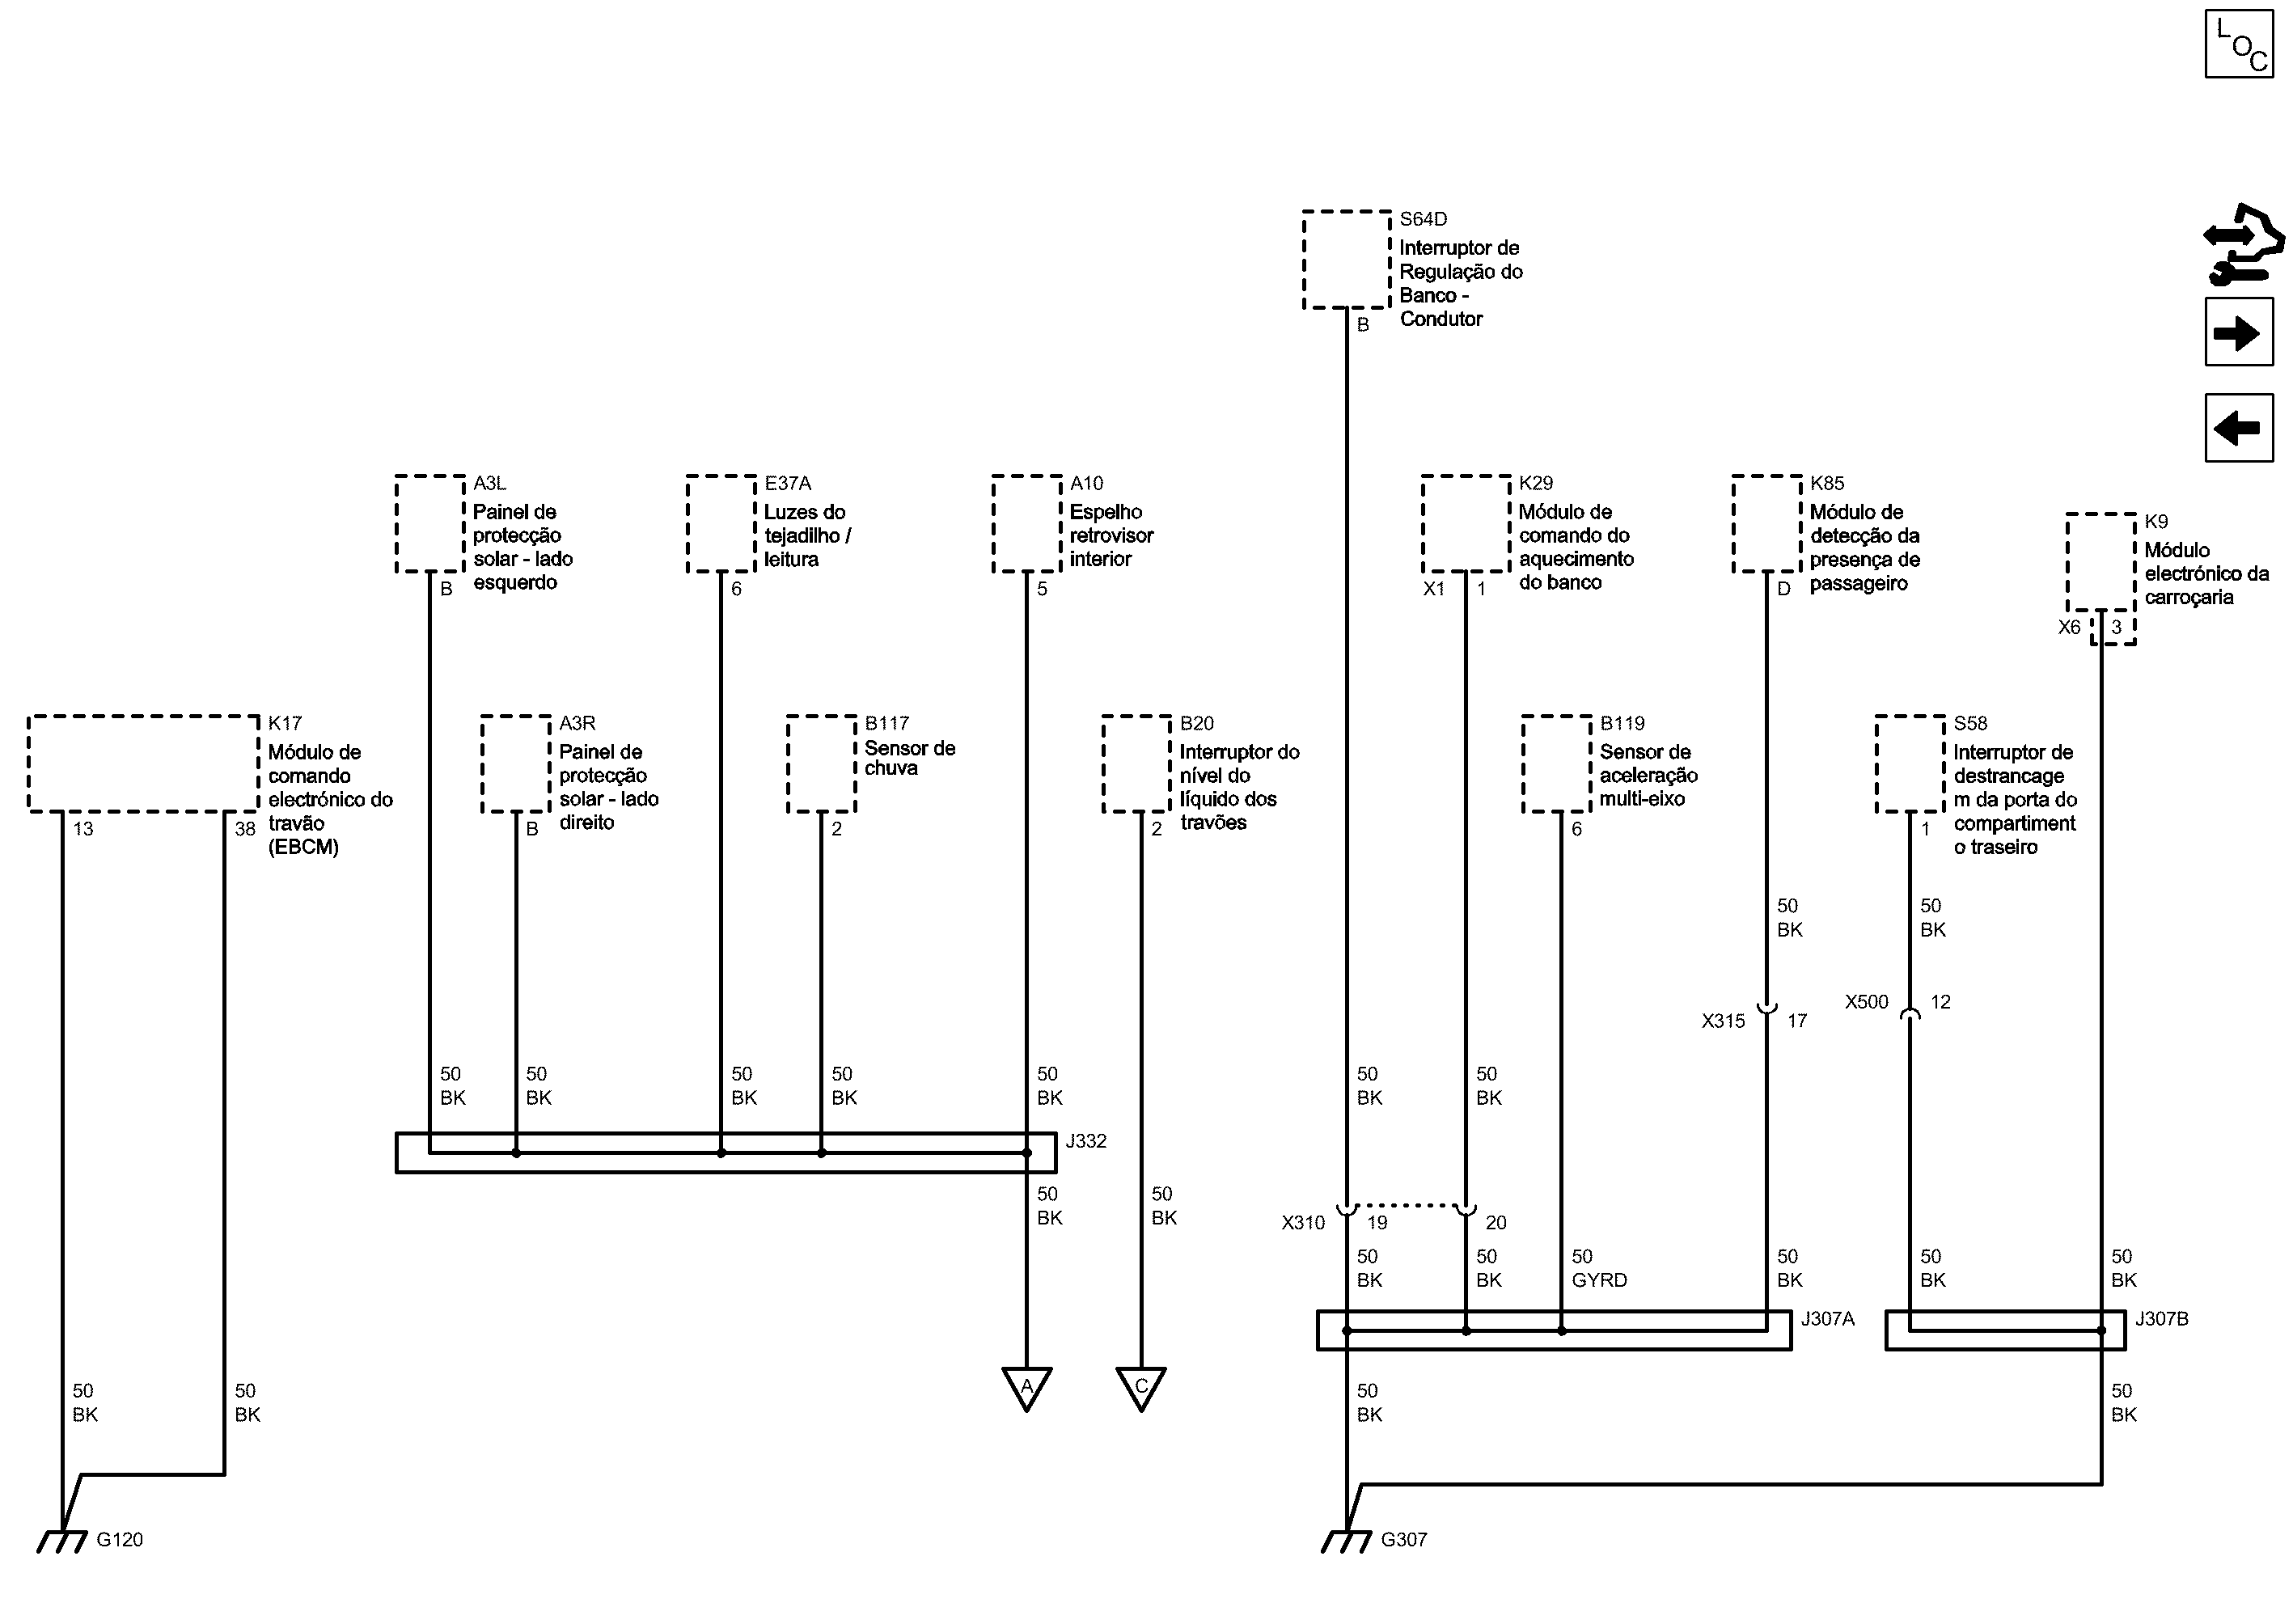 LOC
S64D
Interruptor de
Regulação do
Banco -
Condutor
B
A3L
Painel de
protecção
solar - lado
esquerdo
B
E37A
Luzes do
tejadilho /
leitura
6
A10
Espelho
retrovisor
interior
5
K29
Módulo de
comando do
aquecimento
do banco
X1 1
K85
Módulo de
detecção da
presença de
passageiro
D
K9
Módulo
electrónico da
carroçaria
X6 3
K17
Módulo de
comando
electrónico do
travão
(EBCM)
13 38
A3R
Painel de
protecção
solar - lado
direito
B
B117
Sensor de
chuva
2
B20
Interruptor do
nível do
líquido dos
travões
2
B119
Sensor de
aceleração
multi-eixo
6
S58
Interruptor de
destrancage
m da porta do
compartiment
o traseiro
1
50 50
BK BK
X315 17
X500 12
50 50 50 50 50 50 50
BK BK BK BK BK BK BK
J332
50 50
BK BK
X310 19 20
50 50 50 50 50 50
BK BK GYRD BK BK BK
J307A
J307B
A
C
50 50 50 50
BK BK BK BK
G120
G307